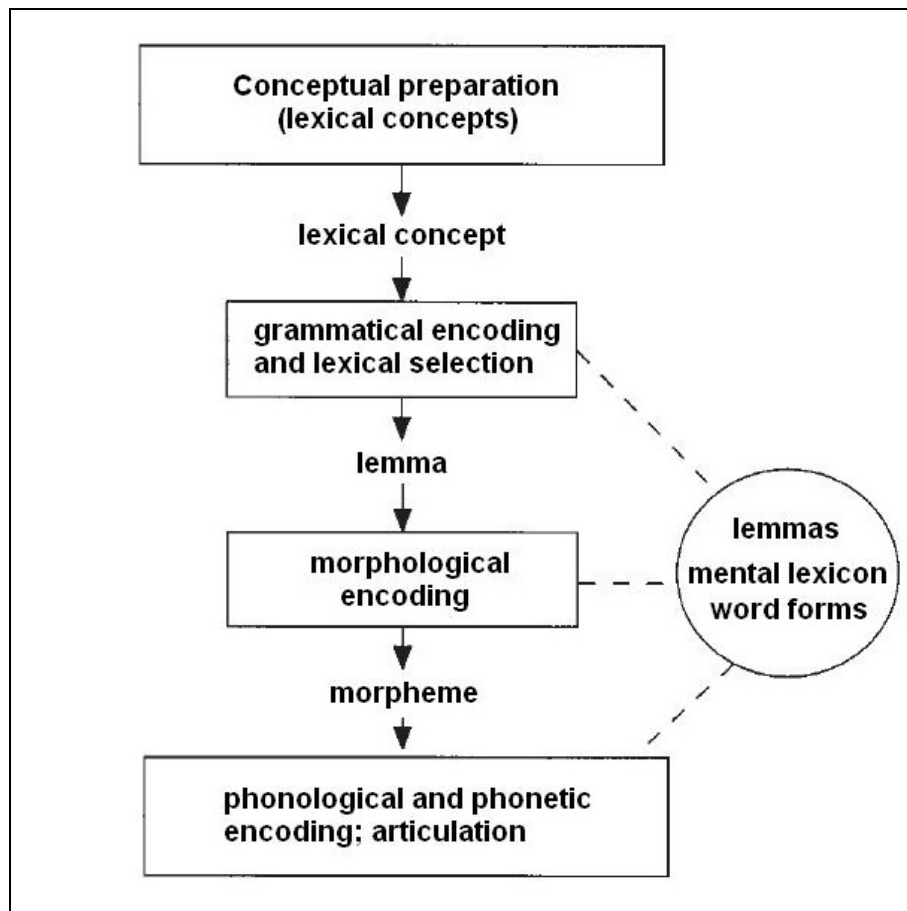 Conceptual preparation
(lexical concepts)
lexical concept
grammatical encoding
and lexical selection
lemma
lemmas
mental lexicon
word forms
morphological
encoding
morpheme
phonological and phonetic
encoding; articulation